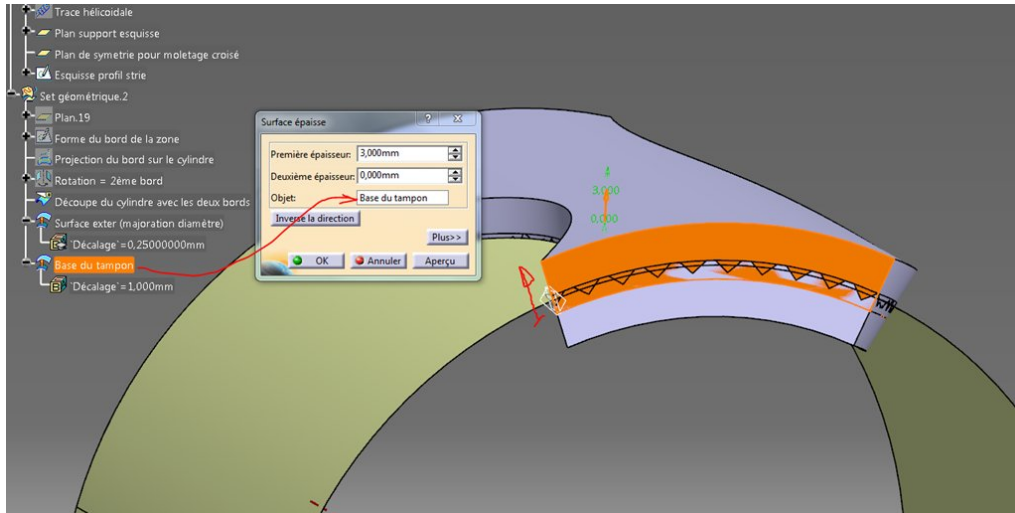 Trace hélicoidale
Plan support esquisse
Plan de symetrie pour moletage croisé
Esquisse profil strie
Set géométrique.2
Plan.19
Forme du bord de la zone
Projection du bord sur le cylindre
Rotation = 2éme bord
Découpe du cylindre avec les deux bords
Surface exter (majoration diamètre)
'Décalage'=0,25000000mm
Base du tampon
'Décalage'=1,000mm
Surface épaisse
Première épaisseur: 3,000mm
Deuxième épaisseur: 0,000mm
Objet: Base du tampon
Inverse la direction
Plus>>
OK Annuler Aperçu
3,000
0,000